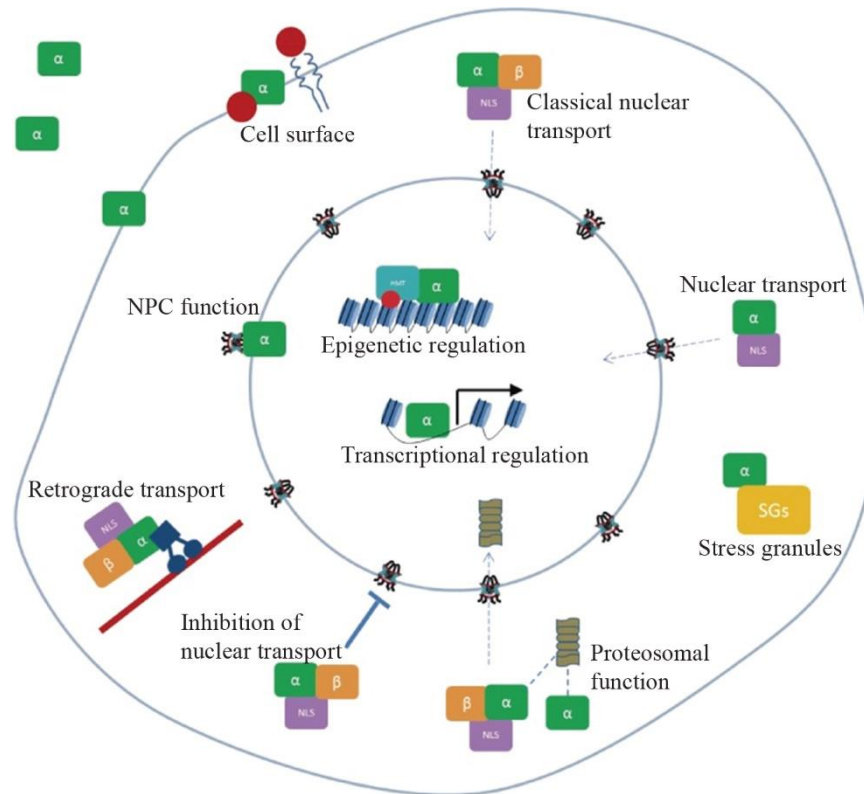 α
α
β
α
NLS
Classical nuclear
transport
Cell surface
α
α
Nuclear transport
α
NLS
NPC function
α
HMT
α
Epigenetic regulation
α
Transcriptional regulation
Retrograde transport
NLS
α
β
α
SGs
Stress granules
Inhibition of
nuclear transport
α
β
NLS
Proteosomal
function
β
α
NLS
α